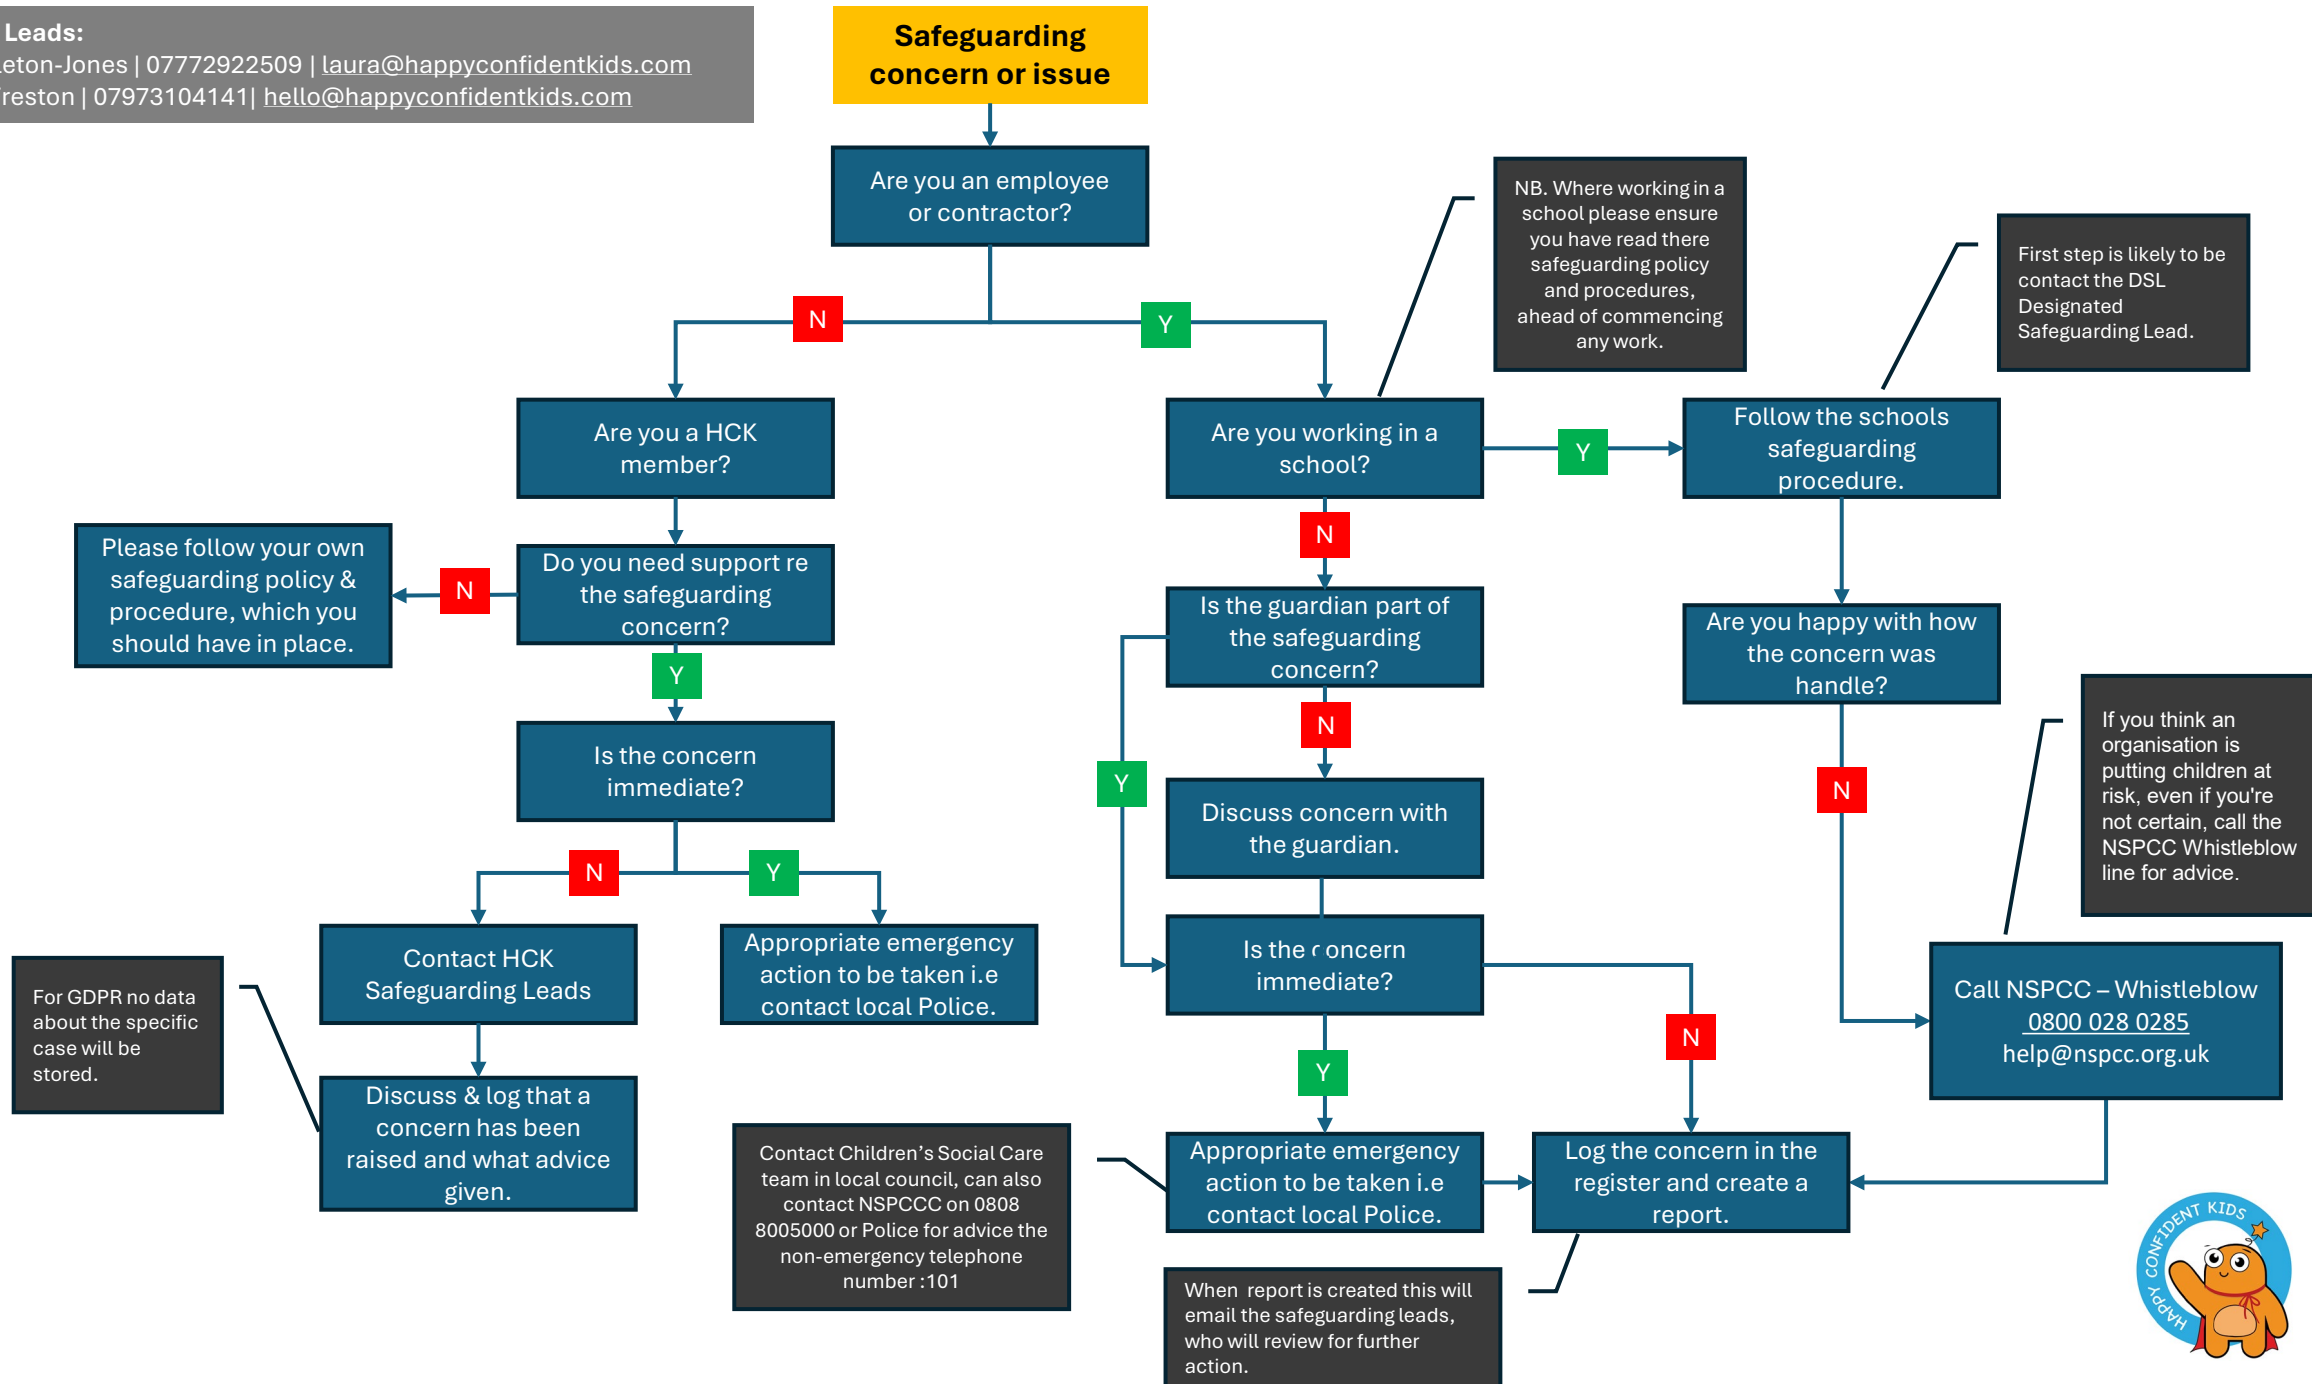 Leads:
leton-Jones | 07772922509 | laura@happyconfidentkids.com
reston | 07973104141| hello@happyconfidentkids.com
Safeguarding
concern or issue
Are you an employee
or contractor?
N
Y
NB. Where working in a
school please ensure
you have read there
safeguarding policy
and procedures,
ahead of commencing
any work.
First step is likely to be
contact the DSL
Designated
Safeguarding Lead.
Are you a HCK
member?
Are you working in a
school?
Y
Follow the schools
safeguarding
procedure.
N
Please follow your own
safeguarding policy &
procedure, which you
should have in place.
N
Do you need support re
the safeguarding
concern?
Y
Is the guardian part of
the safeguarding
concern?
Are you happy with how
the concern was
handle?
N
Y
N
If you think an
organisation is
putting children at
risk, even if you're
not certain, call the
NSPCC Whistleblow
line for advice.
Is the concern
immediate?
Discuss concern with
the guardian.
N
Y
Contact HCK
Safeguarding Leads
Appropriate emergency
action to be taken i.e
contact local Police.
Is the concern
immediate?
N
Y
Call NSPCC – Whistleblow
0800 028 0285
help@nspcc.org.uk
For GDPR no data
about the specific
case will be
stored.
Discuss & log that a
concern has been
raised and what advice
given.
Contact Children’s Social Care
team in local council, can also
contact NSPCCC on 0808
8005000 or Police for advice the
non-emergency telephone
number :101
Appropriate emergency
action to be taken i.e
contact local Police.
Log the concern in the
register and create a
report.
When report is created this will
email the safeguarding leads,
who will review for further
action.
HAPPY CONFIDENT KIDS